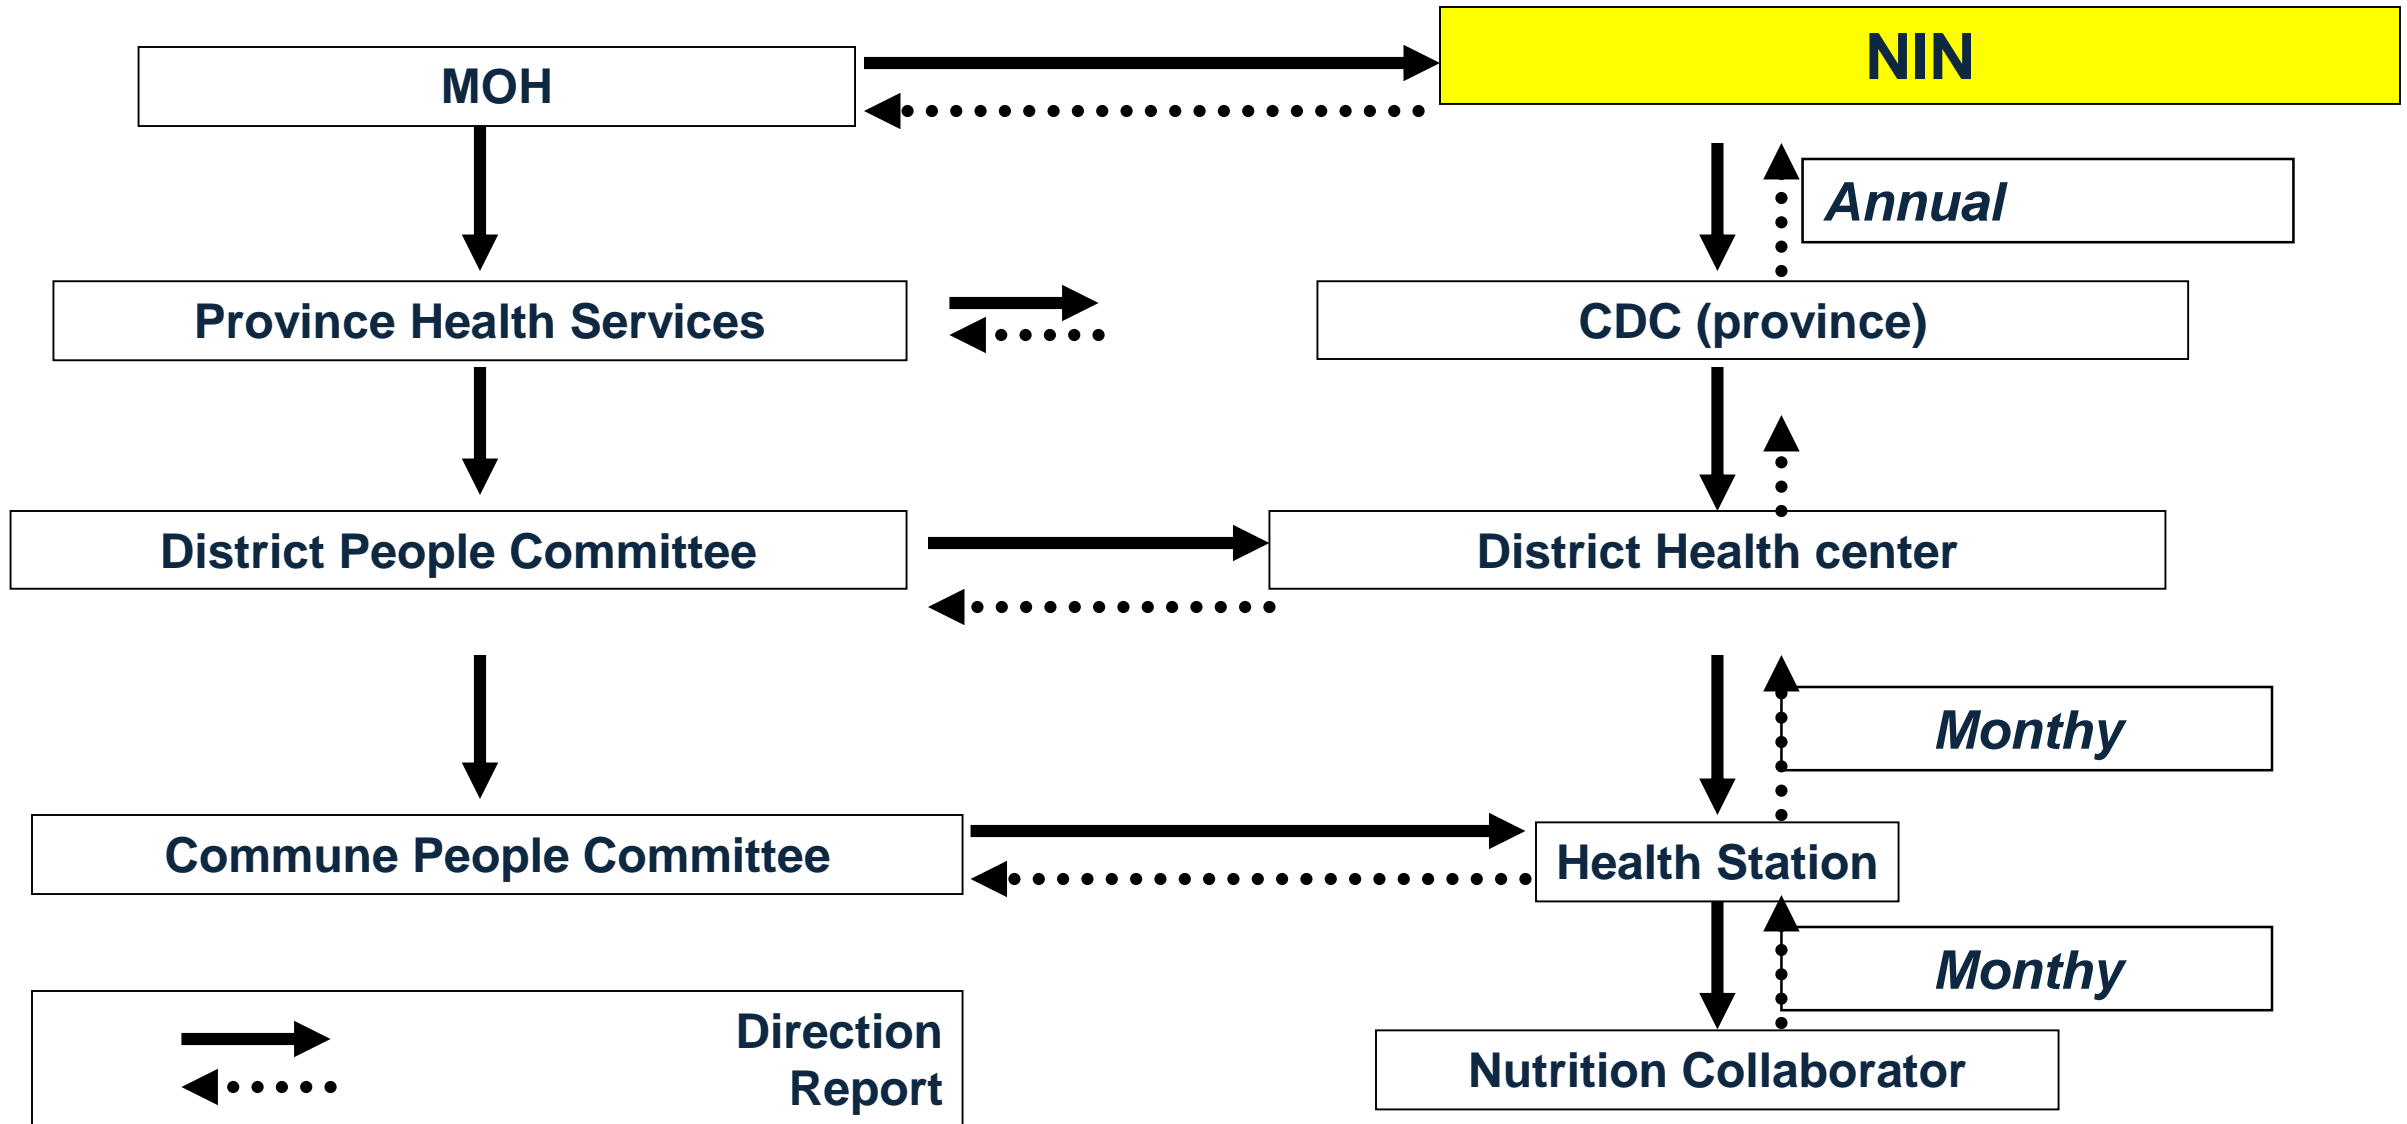 MOH
NIN
Annual
Province Health Services
CDC (province)
District People Committee
District Health center
Monthy
Commune People Committee
Health Station
Monthy
Direction
Report
Nutrition Collaborator